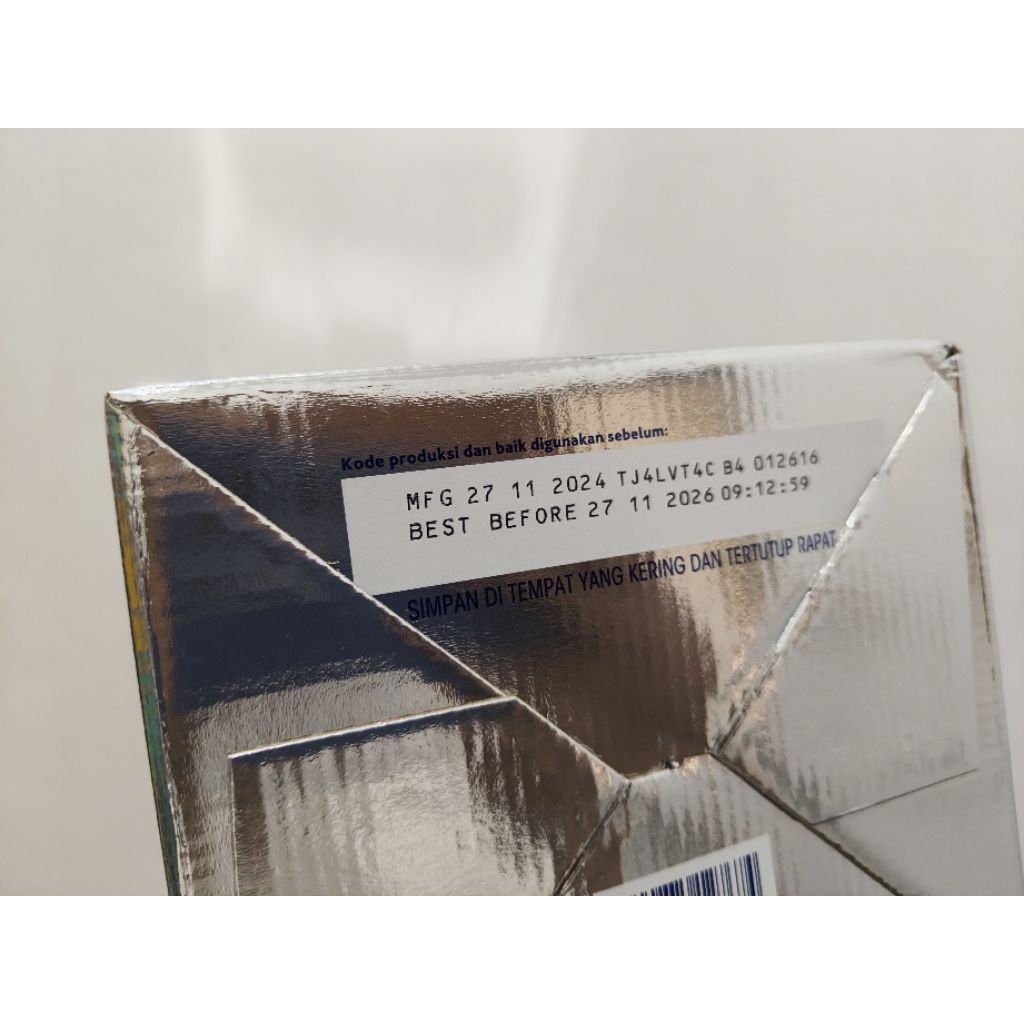 Kode produksi dan baik digunakan sebelum:
MFG 27 11 2024 TJ4LVT4C B4 012616
BEST BEFORE 27 11 2026 09:12:59
SIMPAN DI TEMPAT YANG KERING DAN TERTUTUP RAPAT